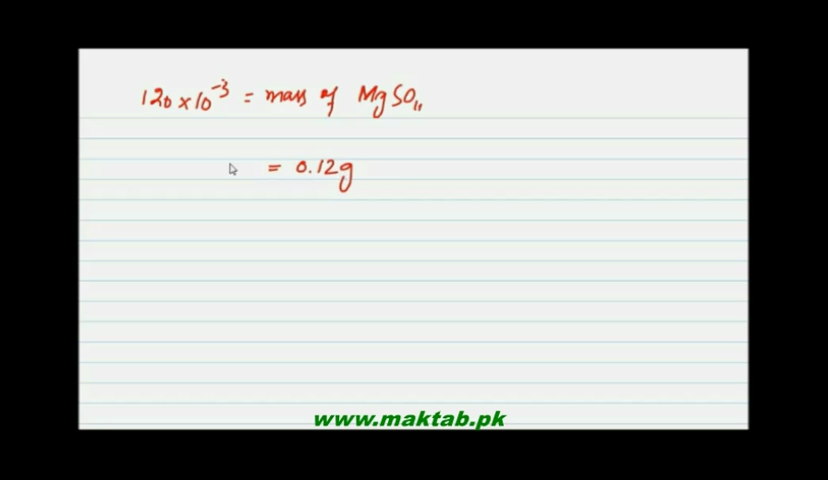 120 x 10⁻³ = mass of MgSO₄
= 0.12g
www.maktab.pk